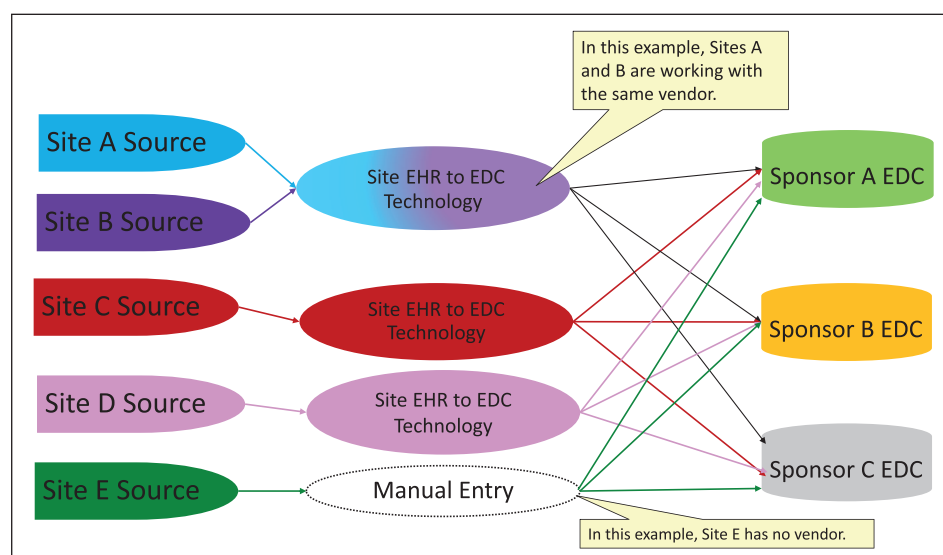 In this example, Sites A
and B are working with
the same vendor.
Site A Source
Site B Source
Site EHR to EDC
Technology
Sponsor A EDC
Site C Source
Site EHR to EDC
Technology
Sponsor B EDC
Site D Source
Site EHR to EDC
Technology
Sponsor C EDC
Site E Source
Manual Entry
In this example, Site E has no vendor.